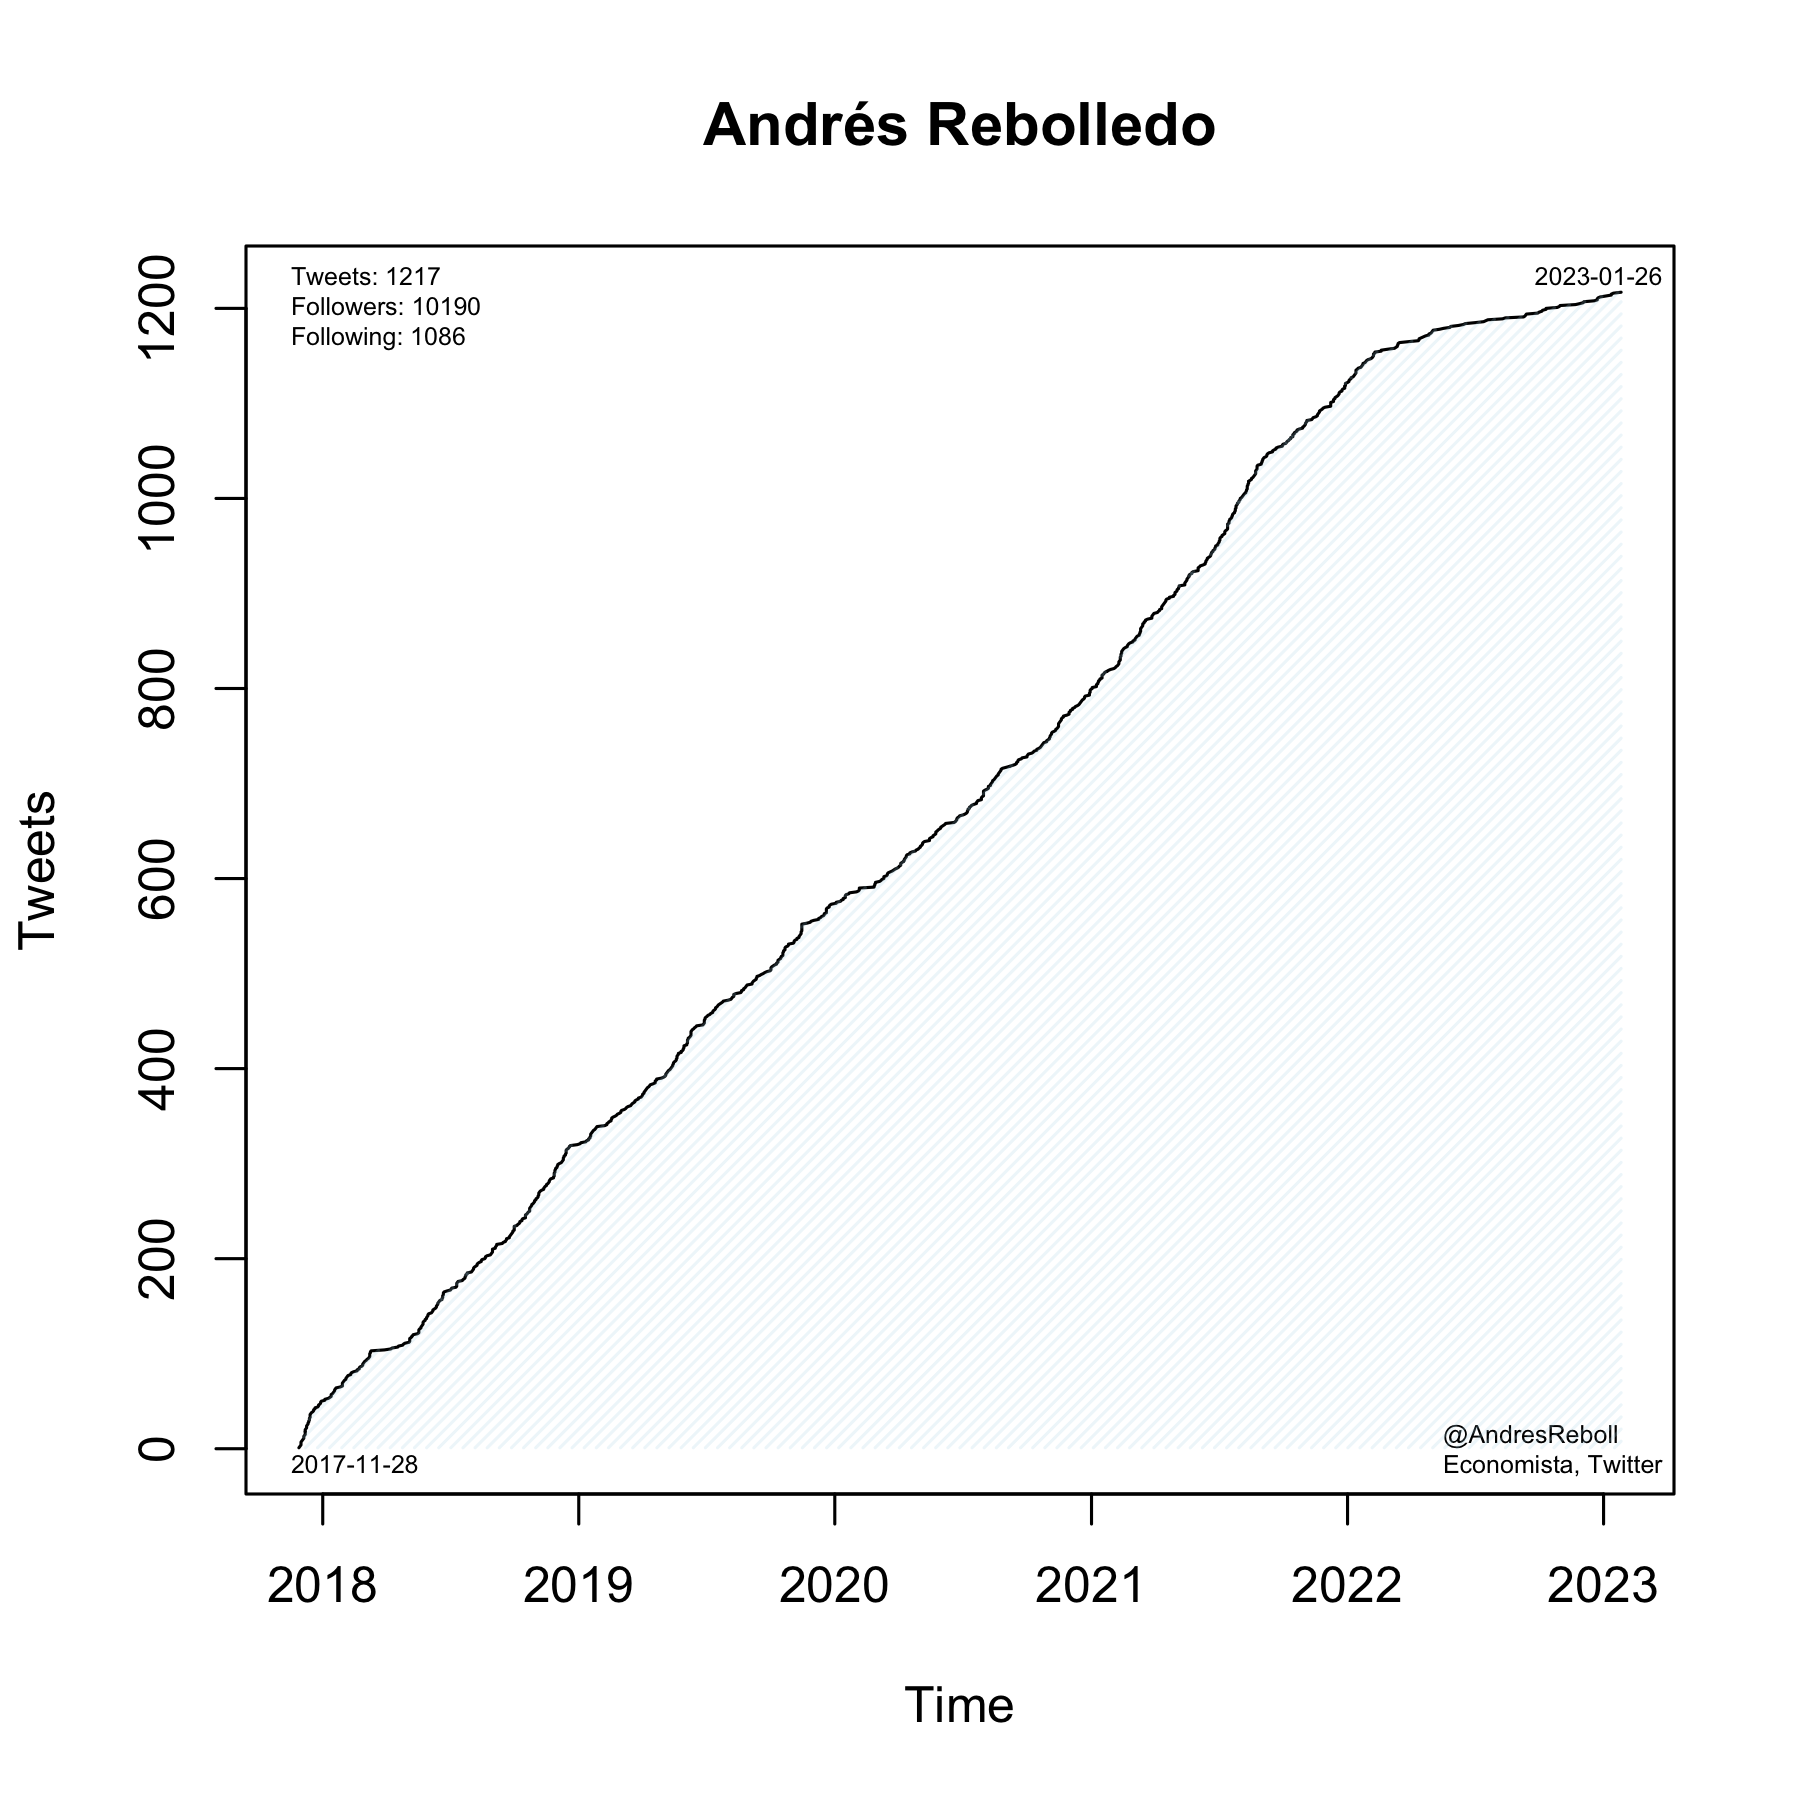 Andrés Rebolledo
Tweets: 1217
Followers: 10190
Following: 1086
2023-01-26
1200
1000
800
600
400
200
0
Tweets
2017-11-28
@AndresReboll
Economista, Twitter
2018 2019 2020 2021 2022 2023
Time